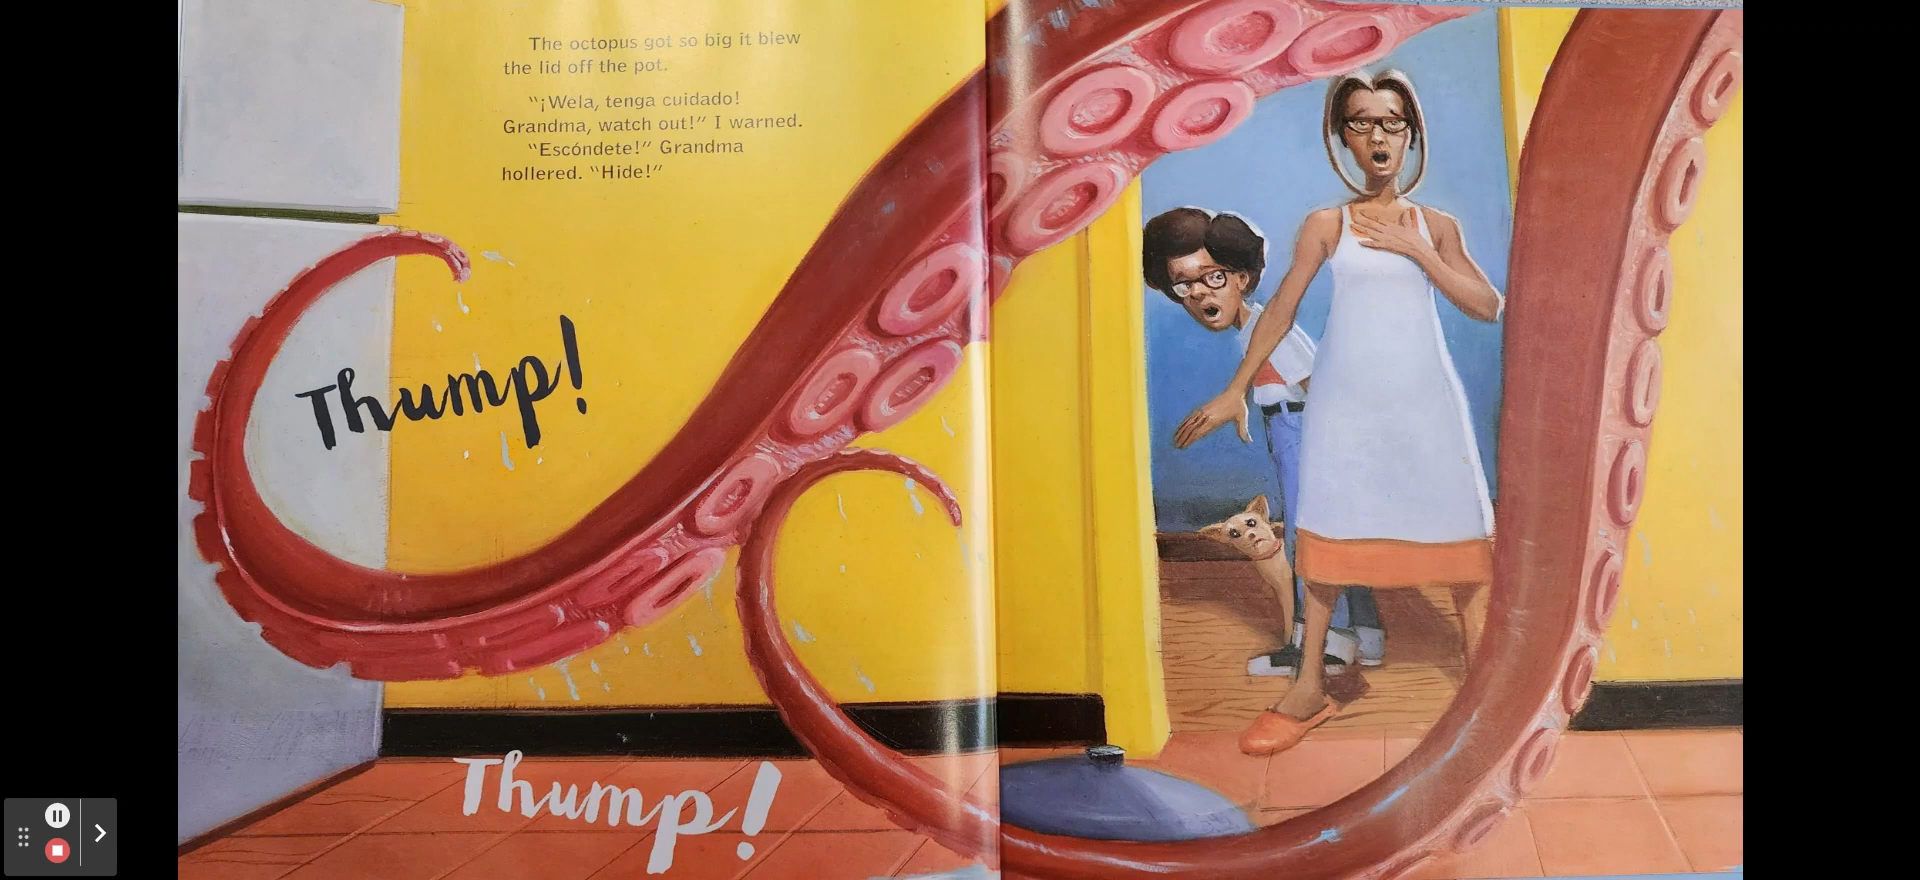 The octopus got so big it blew
the lid off the pot.
"¡Wela, tenga cuidado!
Grandma, watch out!" I warned.
"Escóndete!" Grandma
hollered. "Hide!"
Thump!
Thump!